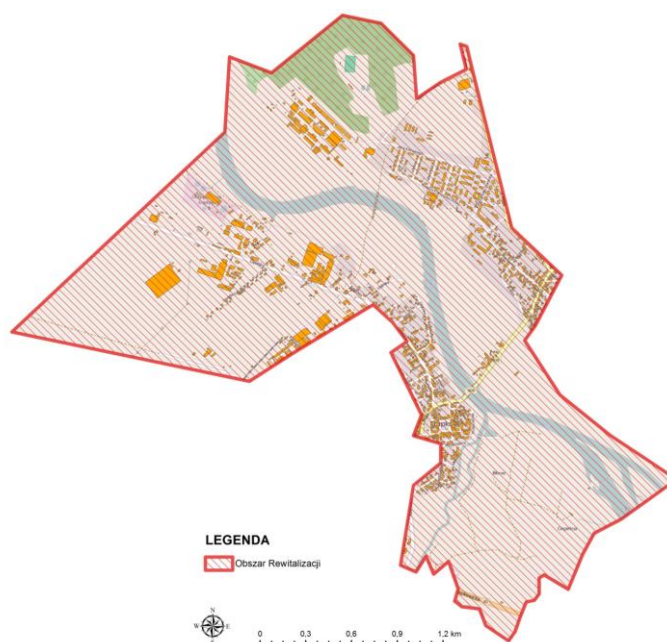 LEGENDA
Obszar Rewitalizacji
N
W E
S
0 0,3 0,6 0,9 1,2 km